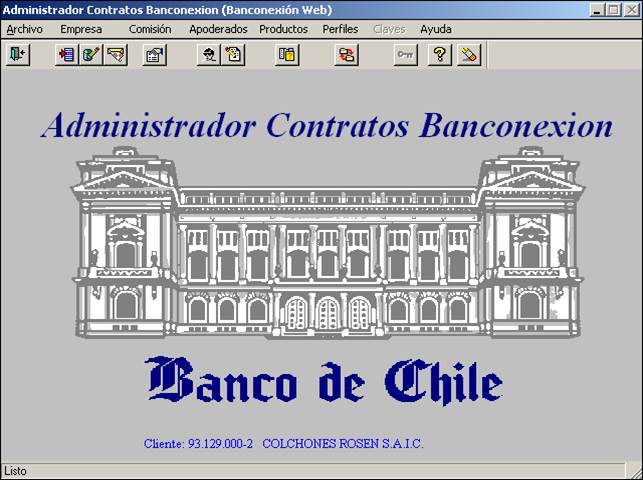 Administrador Contratos Banconexion (Banconexión Web)
Archivo Empresa Comisión Apoderados Productos Perfiles Claves Ayuda
Administrador Contratos Banconexion
Banco de Chile
Cliente: 93.129.000-2 COLCHONES ROSEN S.A.I.C.
Listo